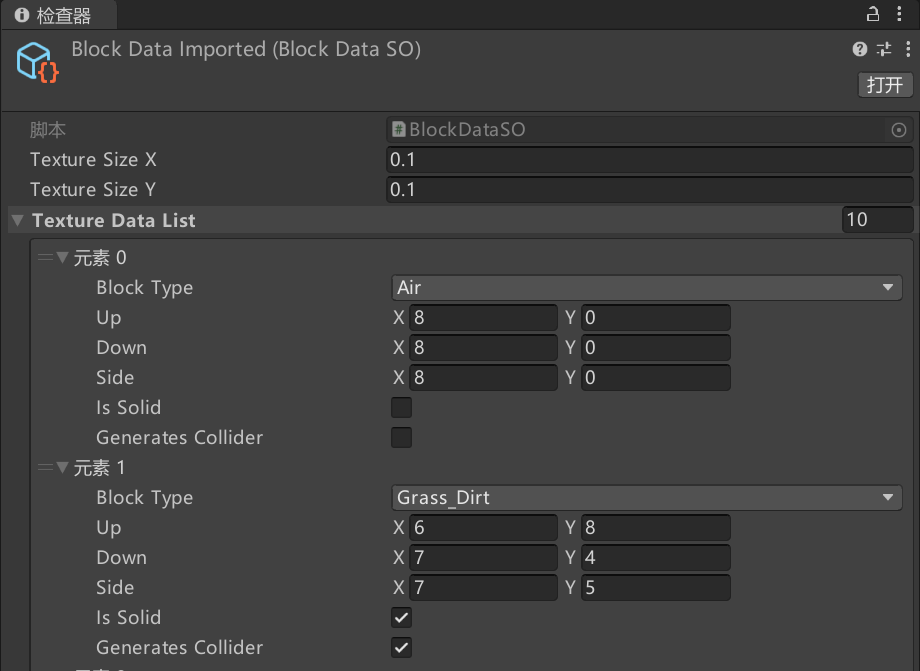 检查器
Block Data Imported (Block Data SO)
打开
脚本 # BlockDataSO
Texture Size X 0.1
Texture Size Y 0.1
Texture Data List 10
元素 0
Block Type Air
Up X 8 Y 0
Down X 8 Y 0
Side X 8 Y 0
Is Solid
Generates Collider
元素 1
Block Type Grass_Dirt
Up X 6 Y 8
Down X 7 Y 4
Side X 7 Y 5
Is Solid
Generates Collider